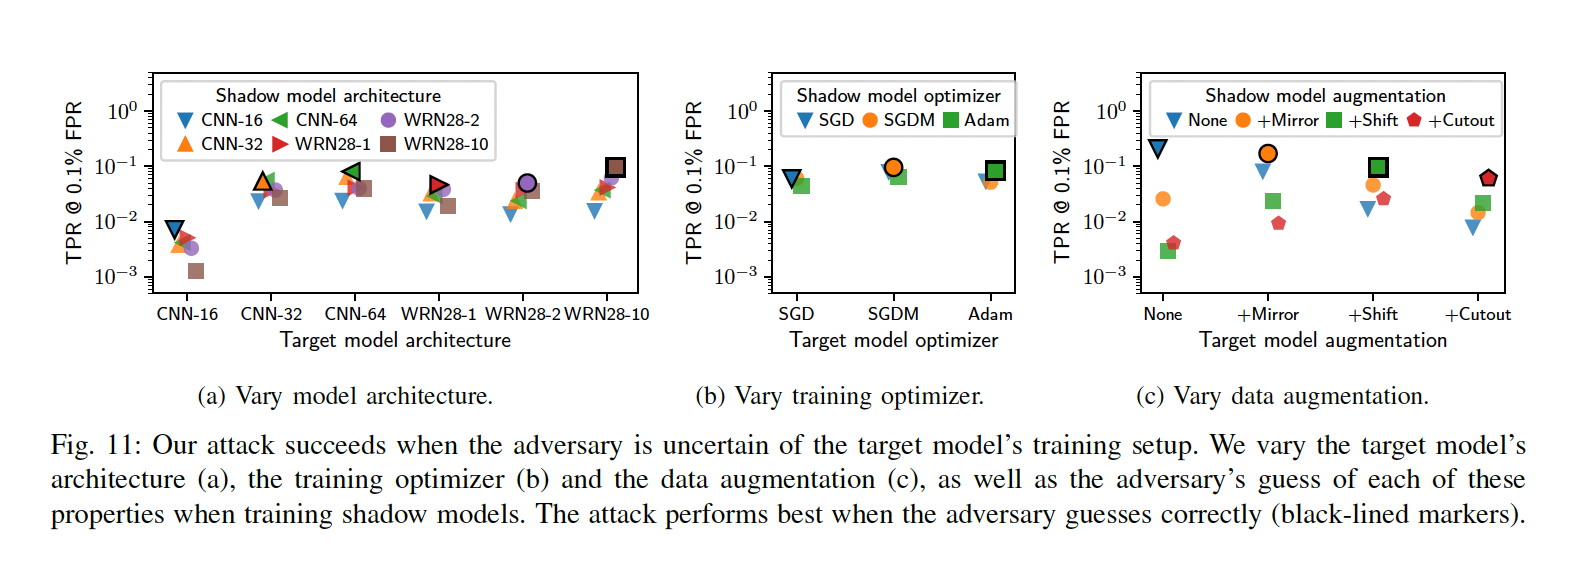 Shadow model architecture
CNN-16 CNN-64 WRN28-2
CNN-32 WRN28-1 WRN28-10
TPR @ 0.1% FPR
10⁰
10⁻¹
10⁻²
10⁻³
CNN-16 CNN-32 CNN-64 WRN28-1 WRN28-2 WRN28-10
Target model architecture
(a) Vary model architecture.
Shadow model optimizer
SGD SGDM Adam
TPR @ 0.1% FPR
10⁰
10⁻¹
10⁻²
10⁻³
SGD SGDM Adam
Target model optimizer
(b) Vary training optimizer.
Shadow model augmentation
None +Mirror +Shift +Cutout
TPR @ 0.1% FPR
10⁰
10⁻¹
10⁻²
10⁻³
None +Mirror +Shift +Cutout
Target model augmentation
(c) Vary data augmentation.
Fig. 11: Our attack succeeds when the adversary is uncertain of the target model's training setup. We vary the target model's
architecture (a), the training optimizer (b) and the data augmentation (c), as well as the adversary's guess of each of these
properties when training shadow models. The attack performs best when the adversary guesses correctly (black-lined markers).